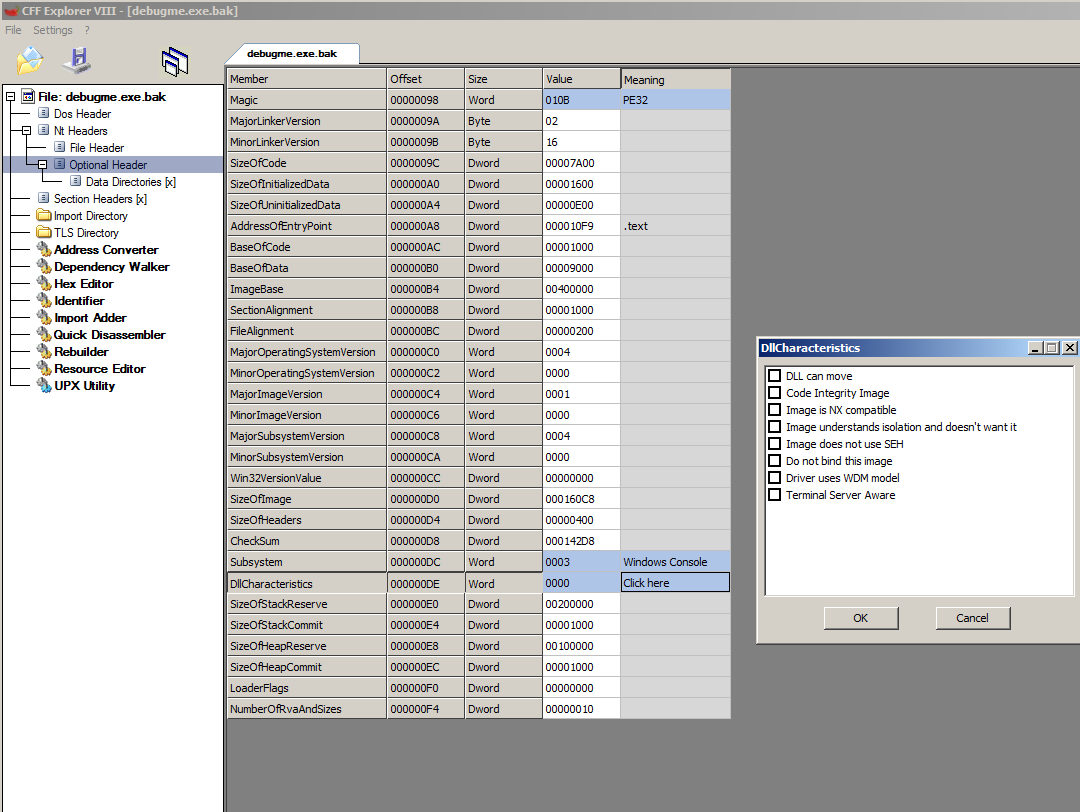 CFF Explorer VIII - [debugme.exe.bak]
File Settings ?
debugme.exe.bak
File: debugme.exe.bak
Dos Header
Nt Headers
File Header
Optional Header
Data Directories [x]
Section Headers [x]
Import Directory
TLS Directory
Address Converter
Dependency Walker
Hex Editor
Identifier
Import Adder
Quick Disassembler
Rebuilder
Resource Editor
UPX Utility
Member Offset Size Value Meaning
Magic 00000098 Word 010B PE32
MajorLinkerVersion 0000009A Byte 02
MinorLinkerVersion 0000009B Byte 16
SizeOfCode 0000009C Dword 00007A00
SizeOfInitializedData 000000A0 Dword 00001600
SizeOfUninitializedData 000000A4 Dword 00000E00
AddressOfEntryPoint 000000A8 Dword 000010F9 .text
BaseOfCode 000000AC Dword 00001000
BaseOfData 000000B0 Dword 00009000
ImageBase 000000B4 Dword 00400000
SectionAlignment 000000B8 Dword 00001000
FileAlignment 000000BC Dword 00000200
MajorOperatingSystemVersion 000000C0 Word 0004
MinorOperatingSystemVersion 000000C2 Word 0000
MajorImageVersion 000000C4 Word 0001
MinorImageVersion 000000C6 Word 0000
MajorSubsystemVersion 000000C8 Word 0004
MinorSubsystemVersion 000000CA Word 0000
Win32VersionValue 000000CC Dword 00000000
SizeOfImage 000000D0 Dword 000160C8
SizeOfHeaders 000000D4 Dword 00000400
CheckSum 000000D8 Dword 000142D8
Subsystem 000000DC Word 0003 Windows Console
DllCharacteristics 000000DE Word 0000 Click here
SizeOfStackReserve 000000E0 Dword 00200000
SizeOfStackCommit 000000E4 Dword 00001000
SizeOfHeapReserve 000000E8 Dword 00100000
SizeOfHeapCommit 000000EC Dword 00001000
LoaderFlags 000000F0 Dword 00000000
NumberOfRvaAndSizes 000000F4 Dword 00000010
DllCharacteristics
DLL can move
Code Integrity Image
Image is NX compatible
Image understands isolation and doesn't want it
Image does not use SEH
Do not bind this image
Driver uses WDM model
Terminal Server Aware
OK Cancel